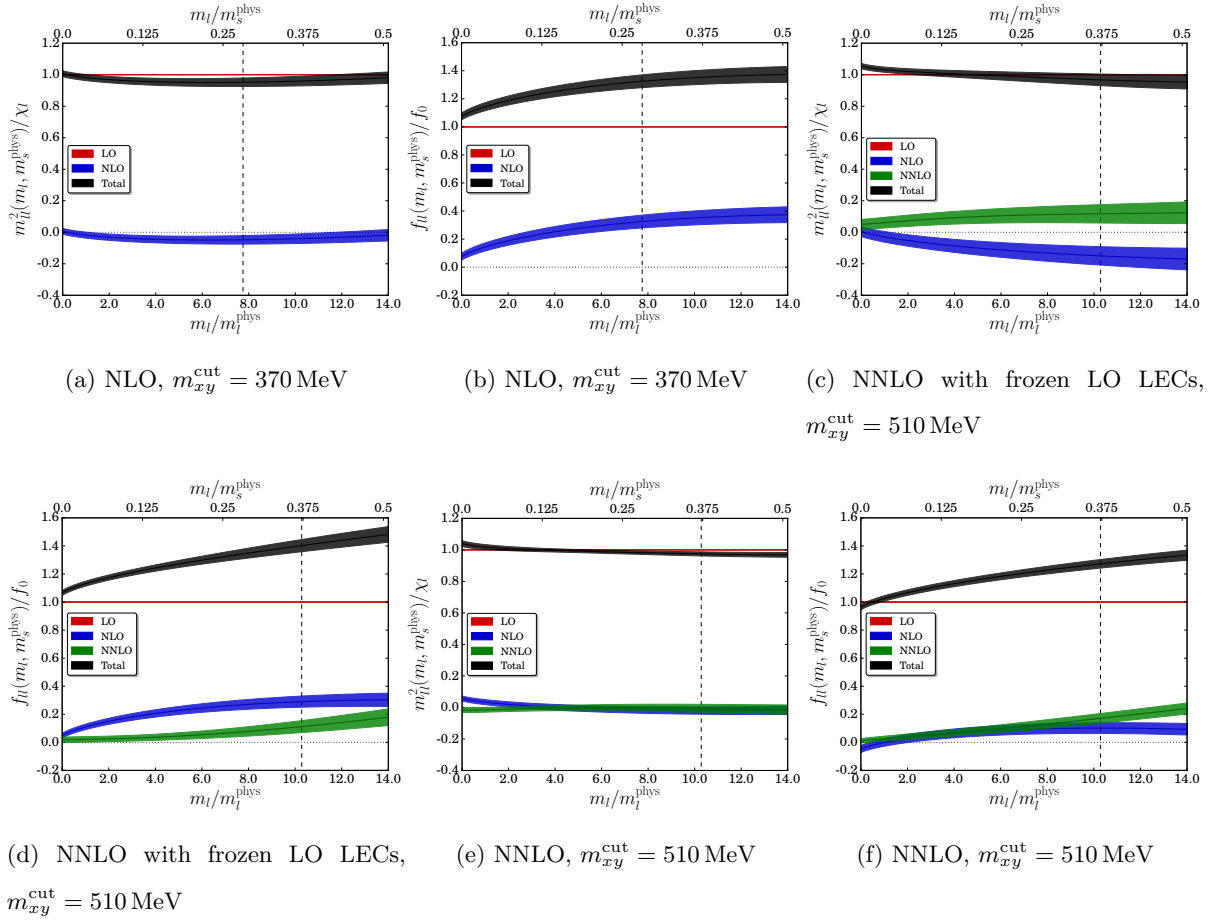 m_l/m_s^phys
0.0 0.125 0.25 0.375 0.5
1.2
1.0
0.8
0.6
0.4
0.2
0.0
-0.2
-0.4
m_ll^2(m_l, m_s^phys)/χ_l
LO
NLO
Total
0.0 2.0 4.0 6.0 8.0 10.0 12.0 14.0
m_l/m_l^phys
(a) NLO, m_xy^cut = 370 MeV
m_l/m_s^phys
0.0 0.125 0.25 0.375 0.5
1.6
1.4
1.2
1.0
0.8
0.6
0.4
0.2
0.0
-0.2
f_ll(m_l, m_s^phys)/f_0
LO
NLO
Total
0.0 2.0 4.0 6.0 8.0 10.0 12.0 14.0
m_l/m_l^phys
(b) NLO, m_xy^cut = 370 MeV
m_l/m_s^phys
0.0 0.125 0.25 0.375 0.5
1.2
1.0
0.8
0.6
0.4
0.2
0.0
-0.2
-0.4
m_ll^2(m_l, m_s^phys)/χ_l
LO
NLO
NNLO
Total
0.0 2.0 4.0 6.0 8.0 10.0 12.0 14.0
m_l/m_l^phys
(c) NNLO with frozen LO LECs,
m_xy^cut = 510 MeV
m_l/m_s^phys
0.0 0.125 0.25 0.375 0.5
1.6
1.4
1.2
1.0
0.8
0.6
0.4
0.2
0.0
-0.2
f_ll(m_l, m_s^phys)/f_0
LO
NLO
NNLO
Total
0.0 2.0 4.0 6.0 8.0 10.0 12.0 14.0
m_l/m_l^phys
(d) NNLO with frozen LO LECs,
m_xy^cut = 510 MeV
m_l/m_s^phys
0.0 0.125 0.25 0.375 0.5
1.2
1.0
0.8
0.6
0.4
0.2
0.0
-0.2
-0.4
m_ll^2(m_l, m_s^phys)/χ_l
LO
NLO
NNLO
Total
0.0 2.0 4.0 6.0 8.0 10.0 12.0 14.0
m_l/m_l^phys
(e) NNLO, m_xy^cut = 510 MeV
m_l/m_s^phys
0.0 0.125 0.25 0.375 0.5
1.6
1.4
1.2
1.0
0.8
0.6
0.4
0.2
0.0
-0.2
f_ll(m_l, m_s^phys)/f_0
LO
NLO
NNLO
Total
0.0 2.0 4.0 6.0 8.0 10.0 12.0 14.0
m_l/m_l^phys
(f) NNLO, m_xy^cut = 510 MeV